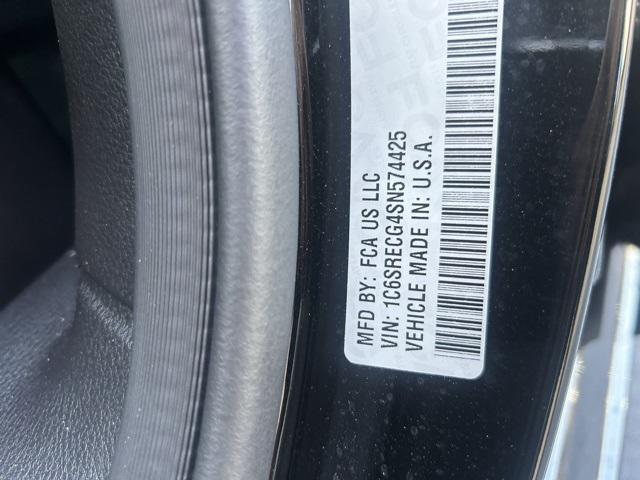 MFD BY: FCA US LLC
VIN: 1C6SRECG4SN574425
VEHICLE MADE IN: U.S.A.